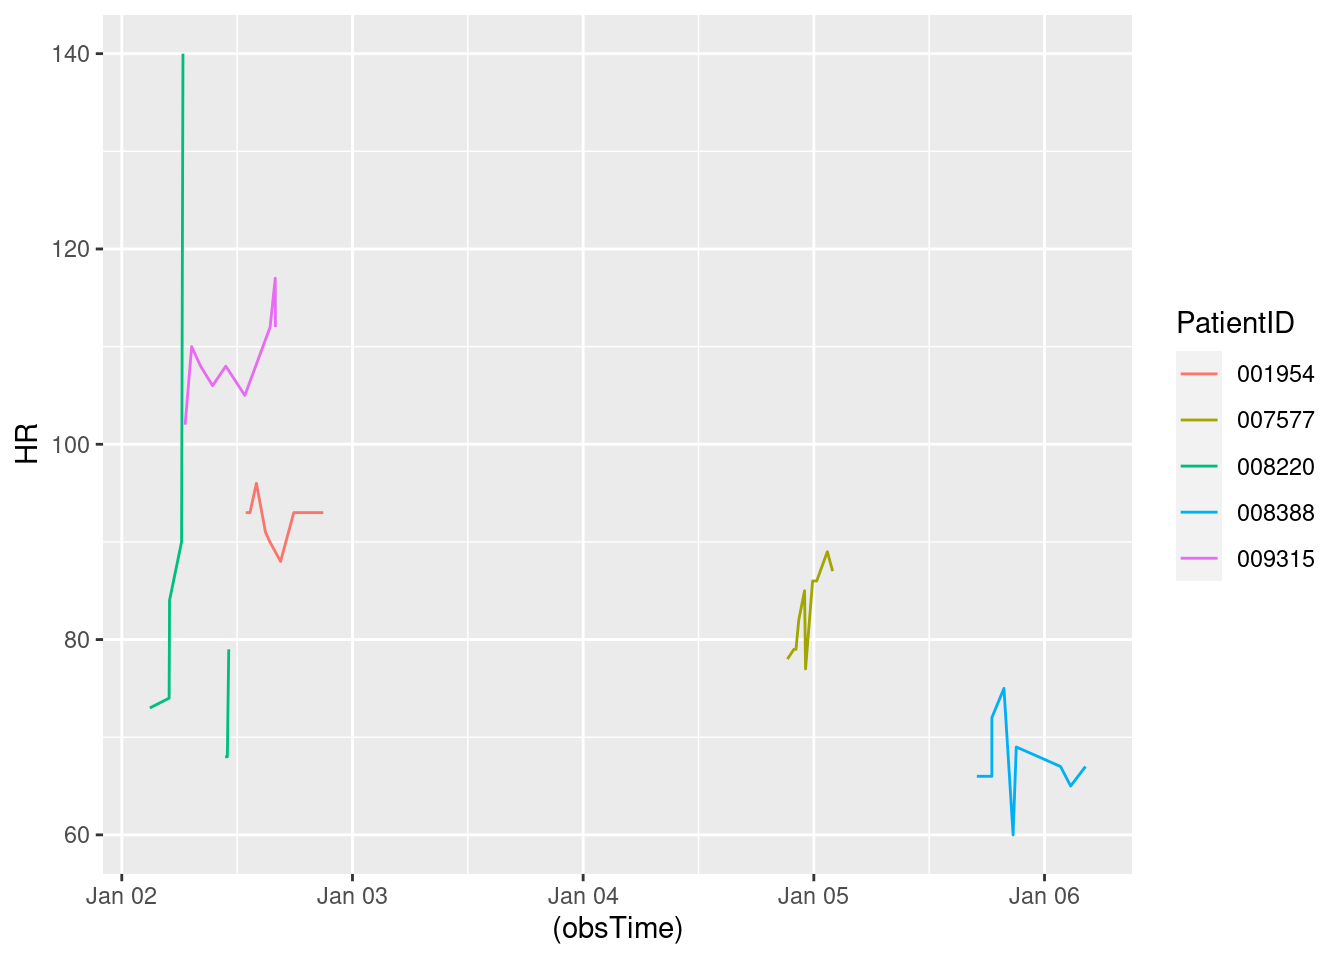 140
120
100
80
60
HR
Jan 02
Jan 03
Jan 04
Jan 05
Jan 06
(obsTime)
PatientID
001954
007577
008220
008388
009315